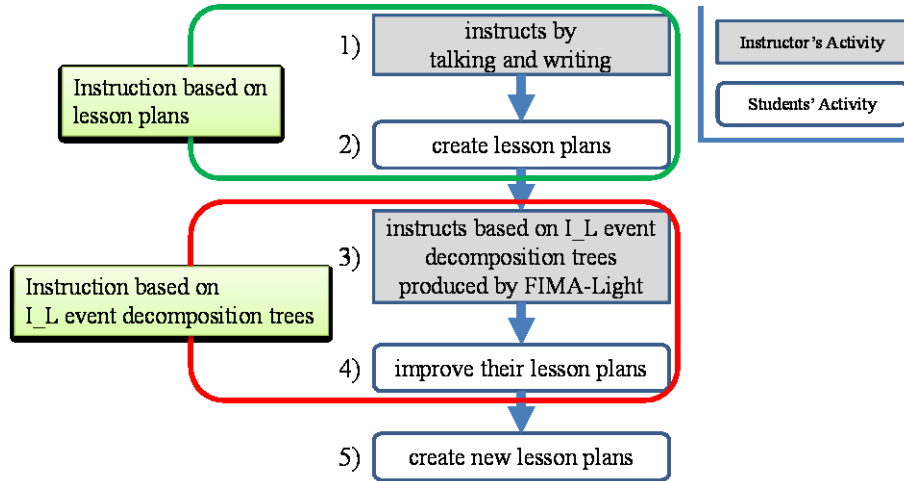 1)
instructs by
talking and writing
Instructor's Activity
Students' Activity
Instruction based on
lesson plans
2)
create lesson plans
3)
instructs based on I_L event
decomposition trees
produced by FIMA-Light
Instruction based on
I_L event decomposition trees
4)
improve their lesson plans
5)
create new lesson plans